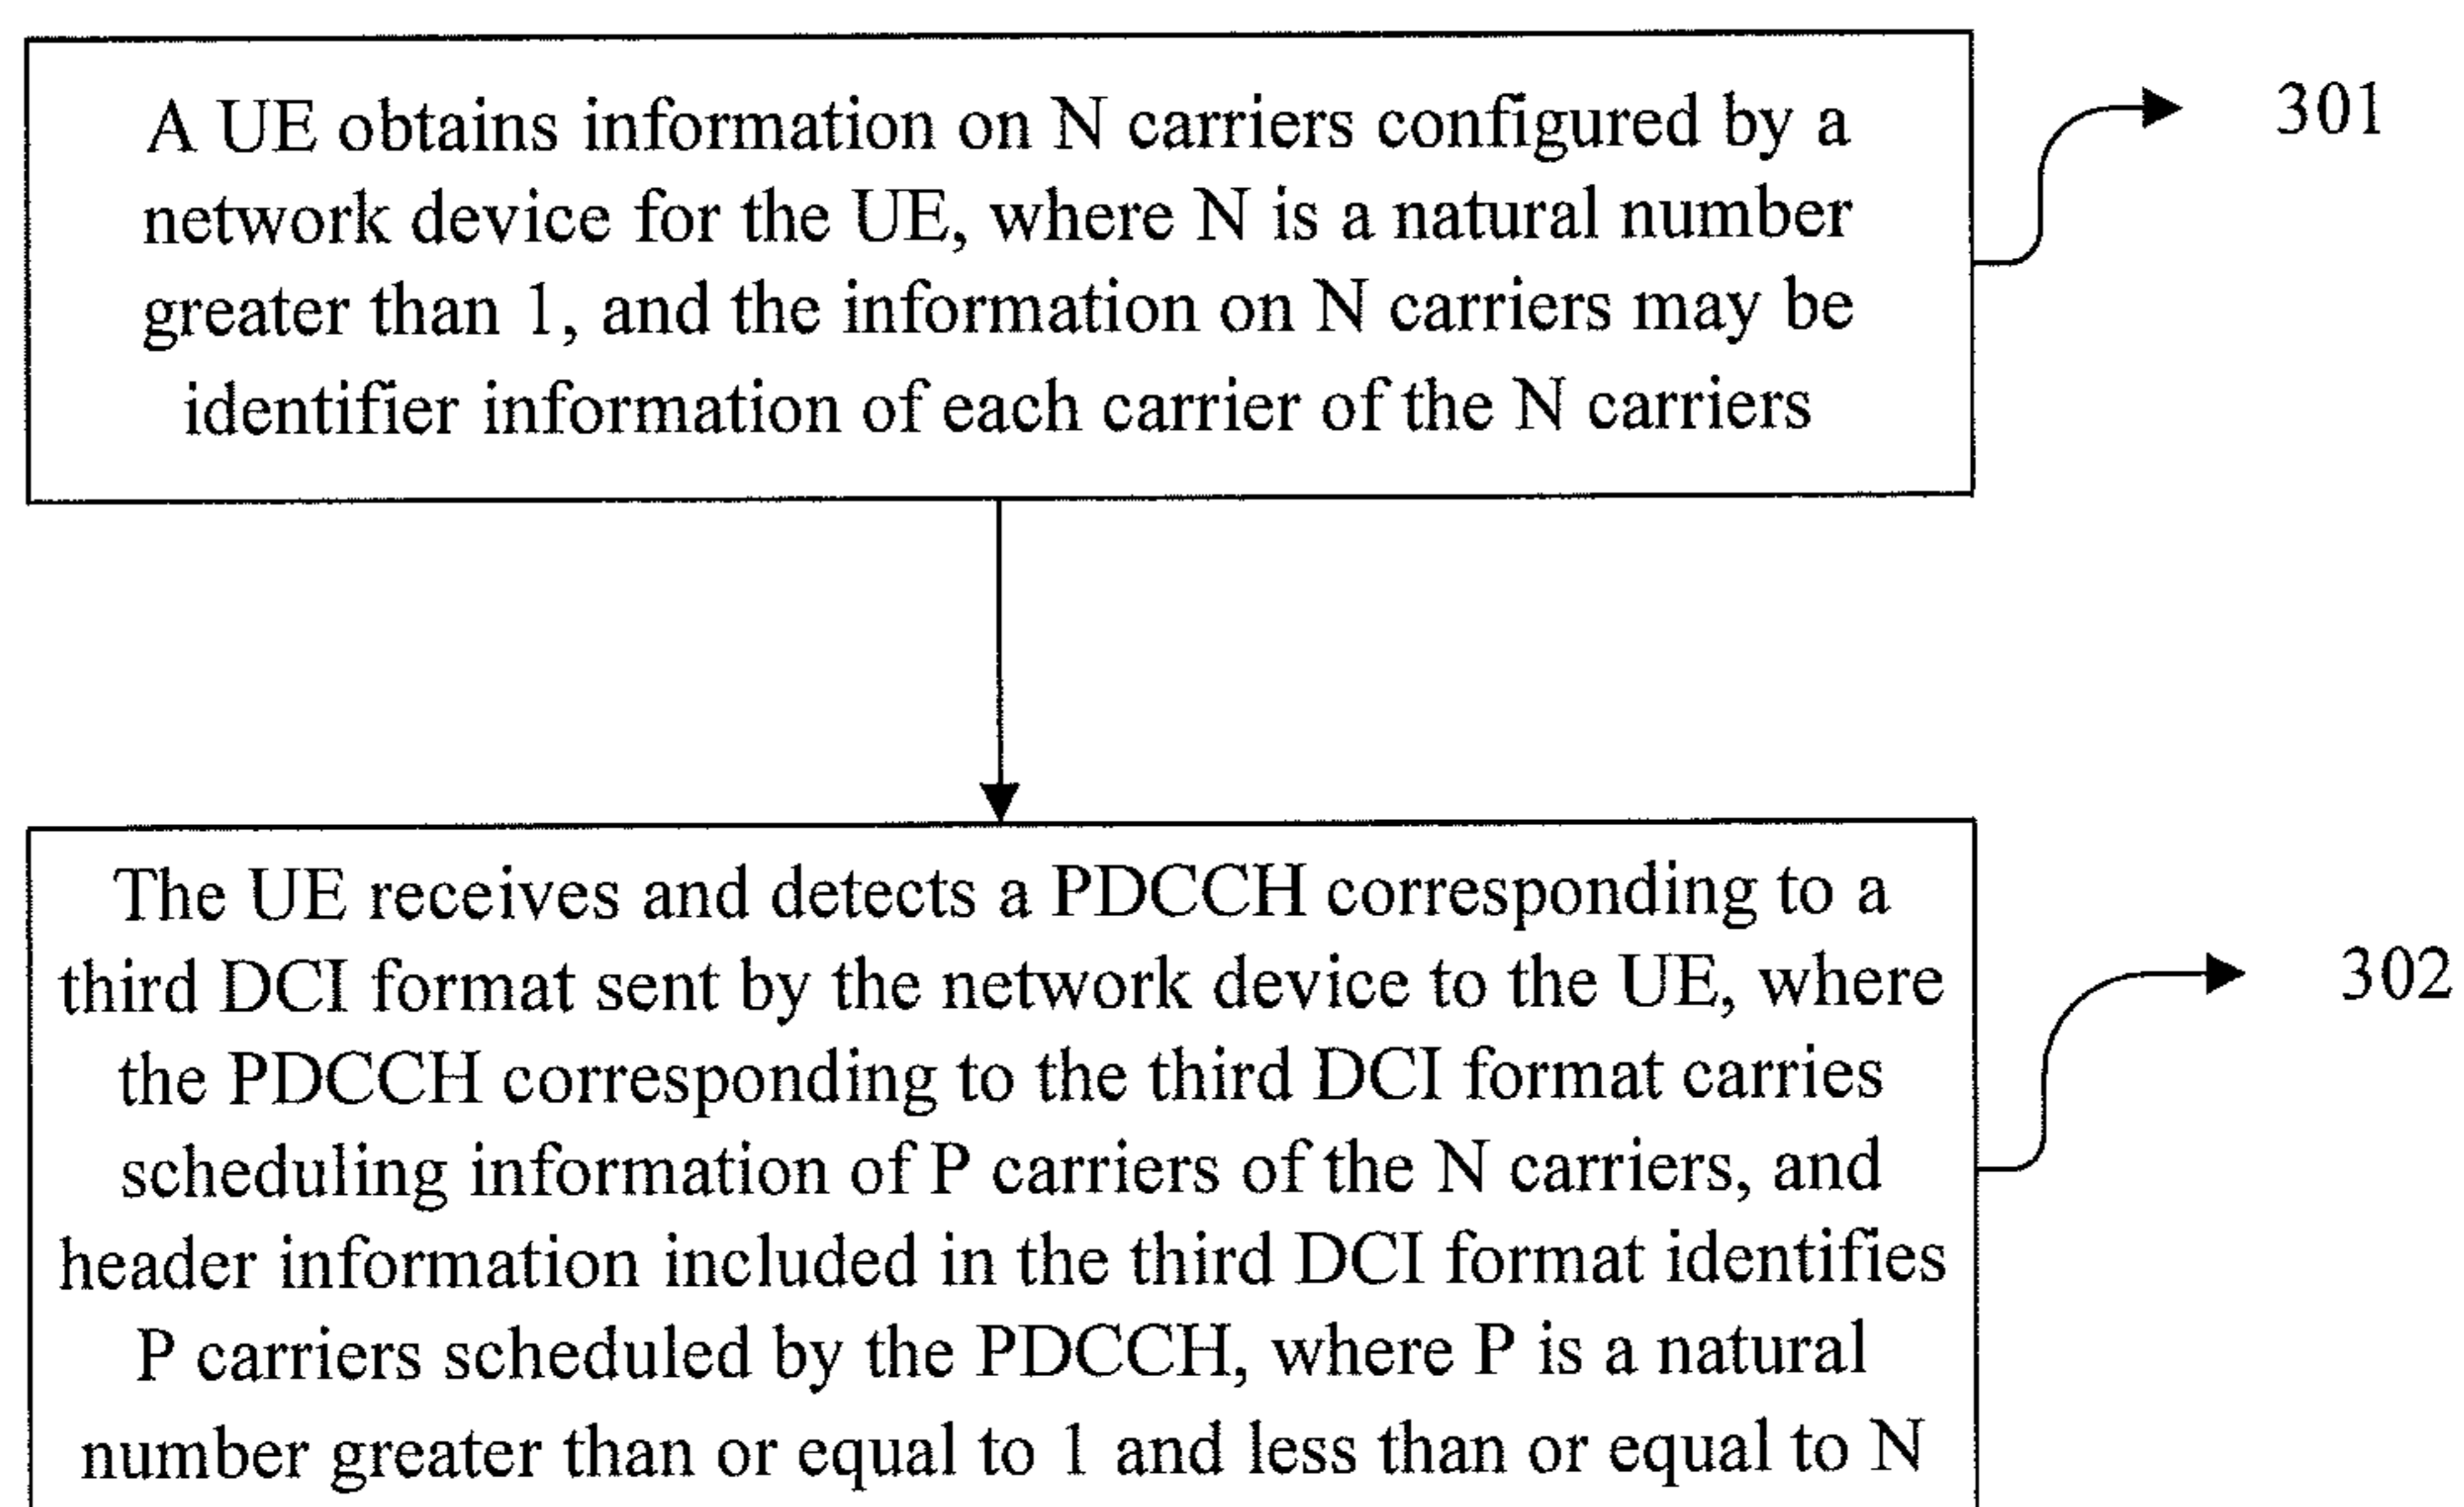 A UE obtains information on N carriers configured by a
network device for the UE, where N is a natural number
greater than 1, and the information on N carriers may be
identifier information of each carrier of the N carriers
301
The UE receives and detects a PDCCH corresponding to a
third DCI format sent by the network device to the UE, where
the PDCCH corresponding to the third DCI format carries
scheduling information of P carriers of the N carriers, and
header information included in the third DCI format identifies
P carriers scheduled by the PDCCH, where P is a natural
number greater than or equal to 1 and less than or equal to N
302